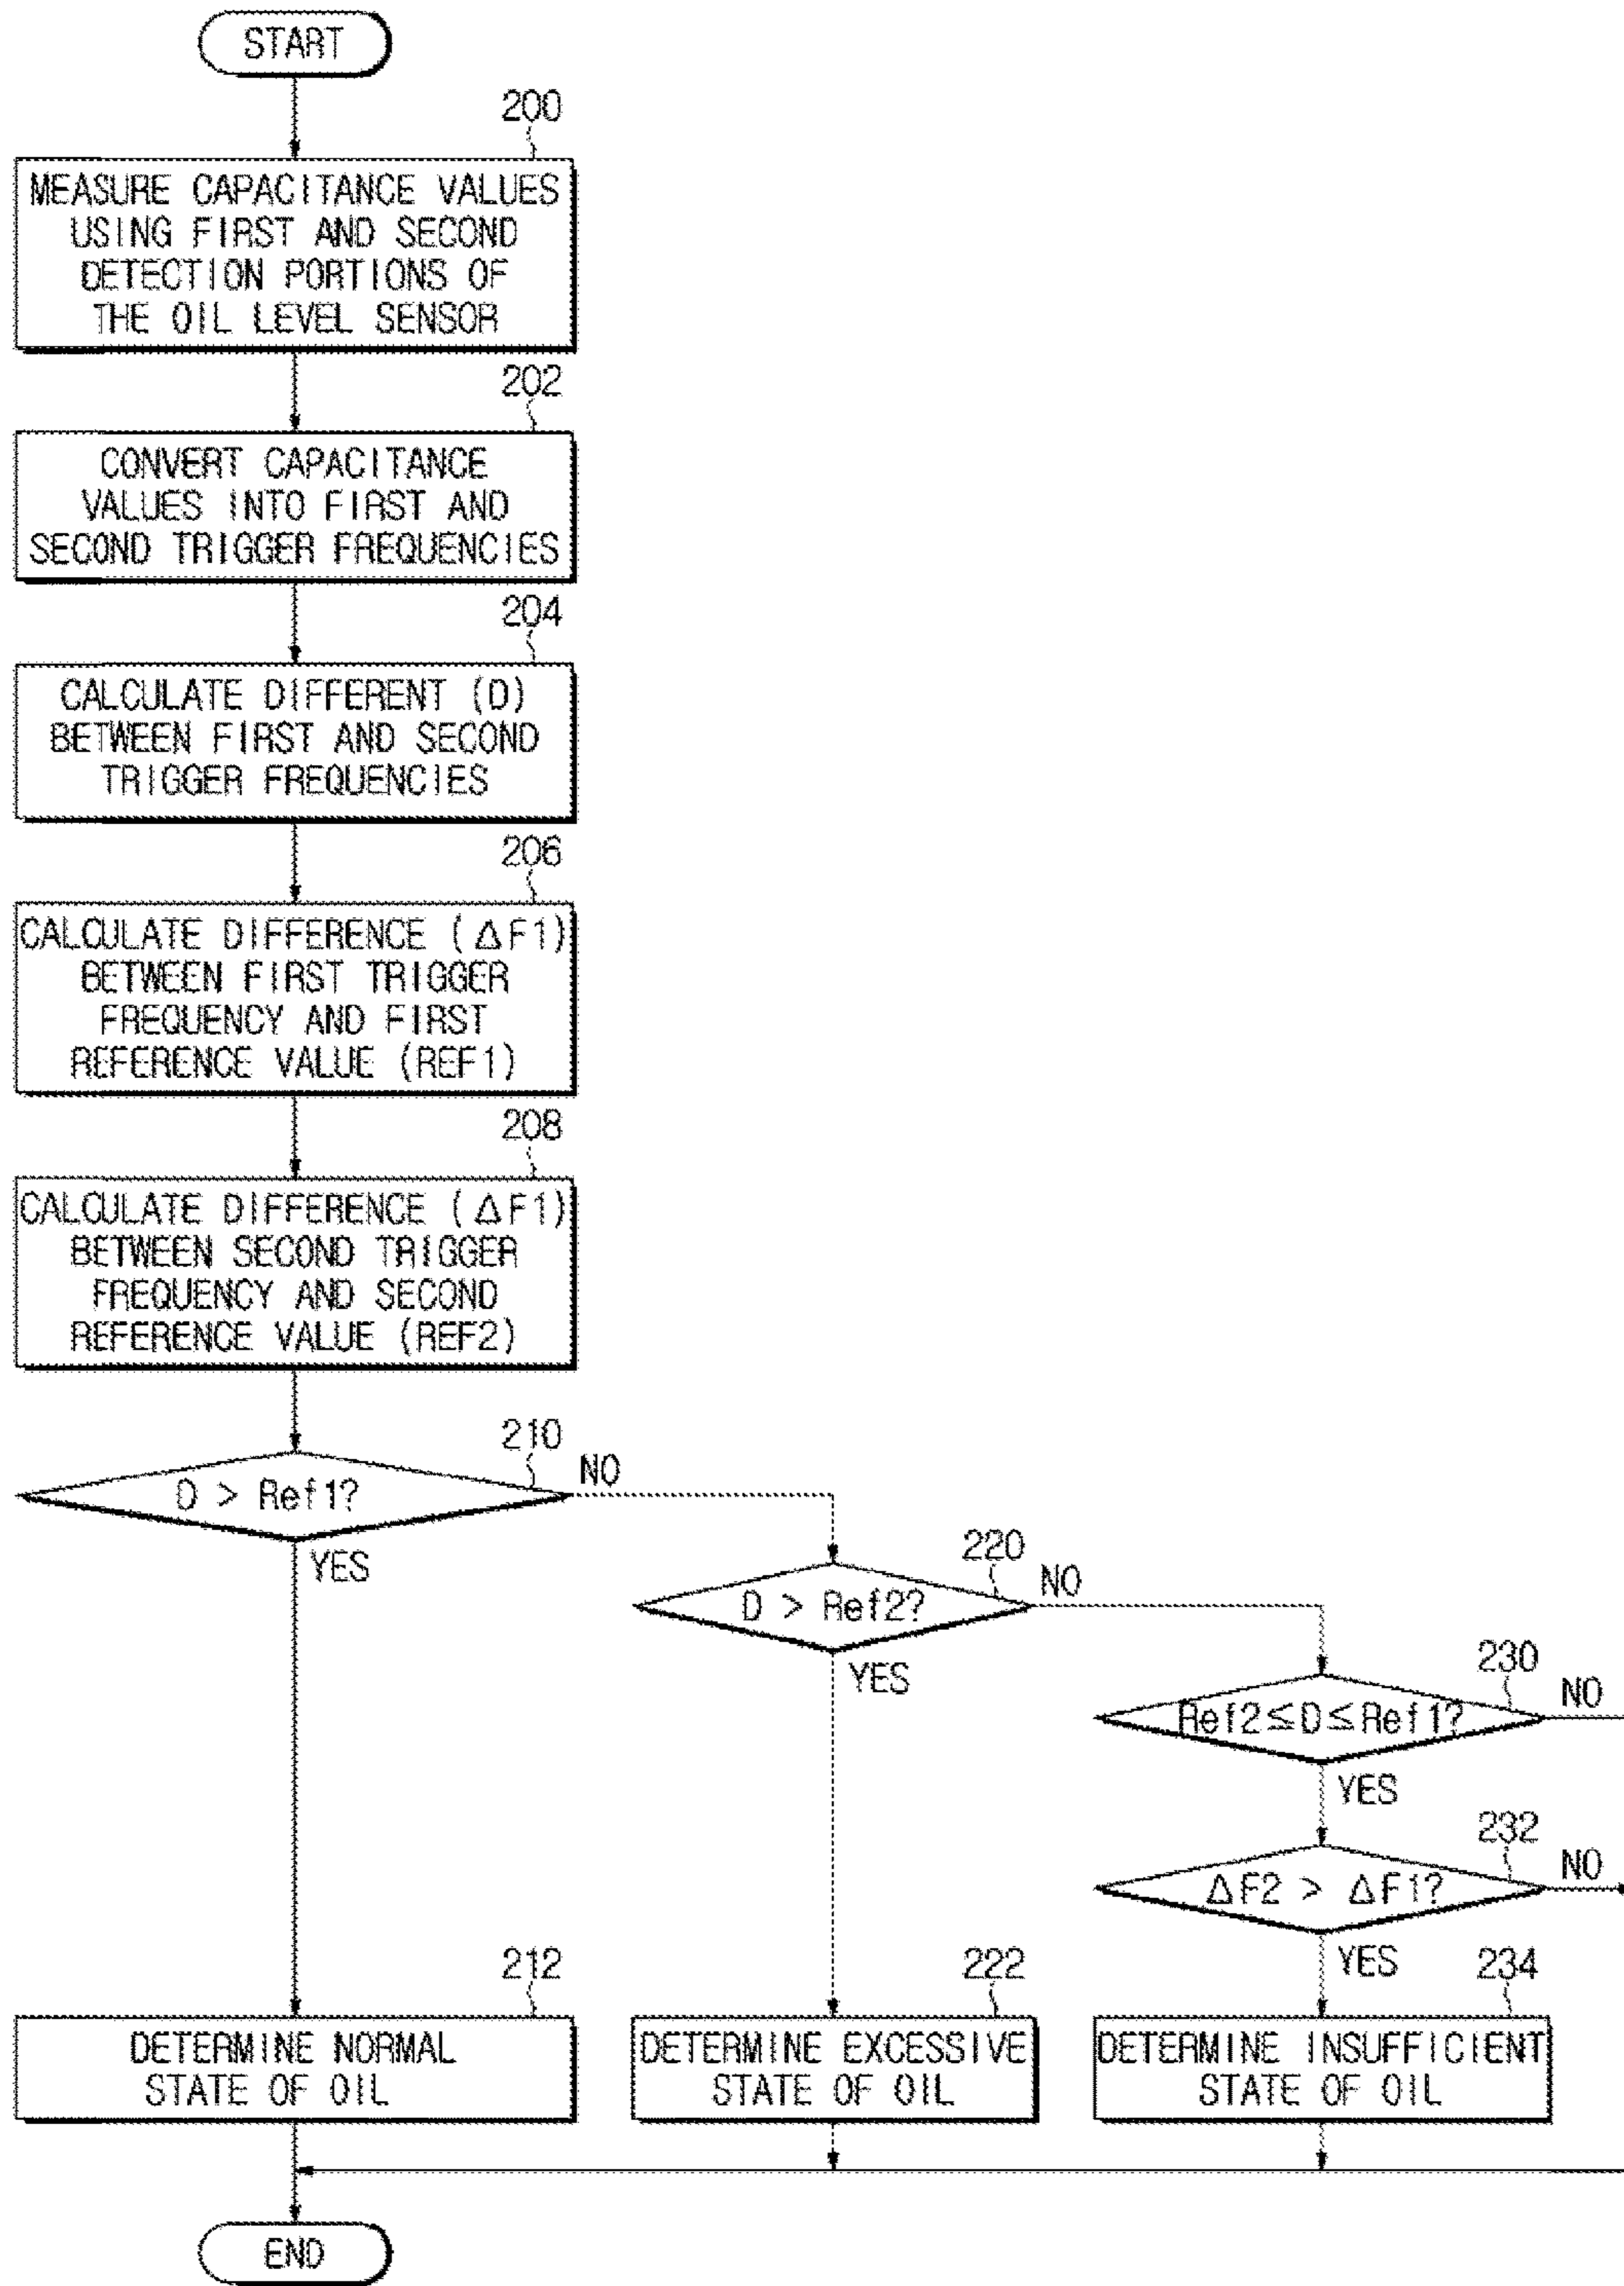 START
200
MEASURE CAPACITANCE VALUES
USING FIRST AND SECOND
DETECTION PORTIONS OF
THE OIL LEVEL SENSOR
202
CONVERT CAPACITANCE
VALUES INTO FIRST AND
SECOND TRIGGER FREQUENCIES
204
CALCULATE DIFFERENT (D)
BETWEEN FIRST AND SECOND
TRIGGER FREQUENCIES
206
CALCULATE DIFFERENCE (ΔF1)
BETWEEN FIRST TRIGGER
FREQUENCY AND FIRST
REFERENCE VALUE (REF1)
208
CALCULATE DIFFERENCE (ΔF1)
BETWEEN SECOND TRIGGER
FREQUENCY AND SECOND
REFERENCE VALUE (REF2)
210
D > Ref1?
NO
YES
220
D > Ref2?
NO
YES
230
Ref2≤D≤Ref1?
NO
YES
232
ΔF2 > ΔF1?
NO
YES
212
DETERMINE NORMAL
STATE OF OIL
222
DETERMINE EXCESSIVE
STATE OF OIL
234
DETERMINE INSUFFICIENT
STATE OF OIL
END